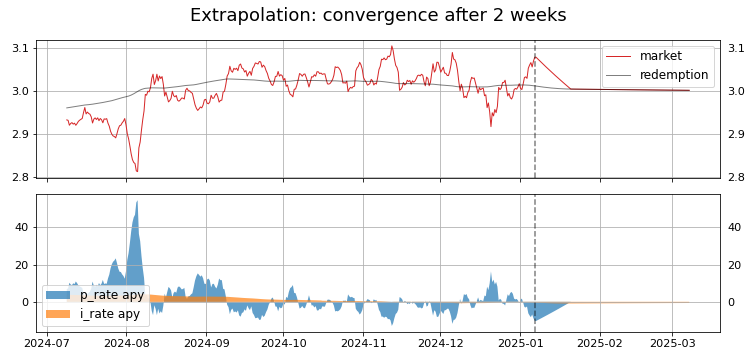 Extrapolation: convergence after 2 weeks
3.1
3.0
2.9
2.8
3.1
3.0
2.9
2.8
market
redemption
40
20
0
40
20
0
p_rate apy
i_rate apy
2024-07 2024-08 2024-09 2024-10 2024-11 2024-12 2025-01 2025-02 2025-03